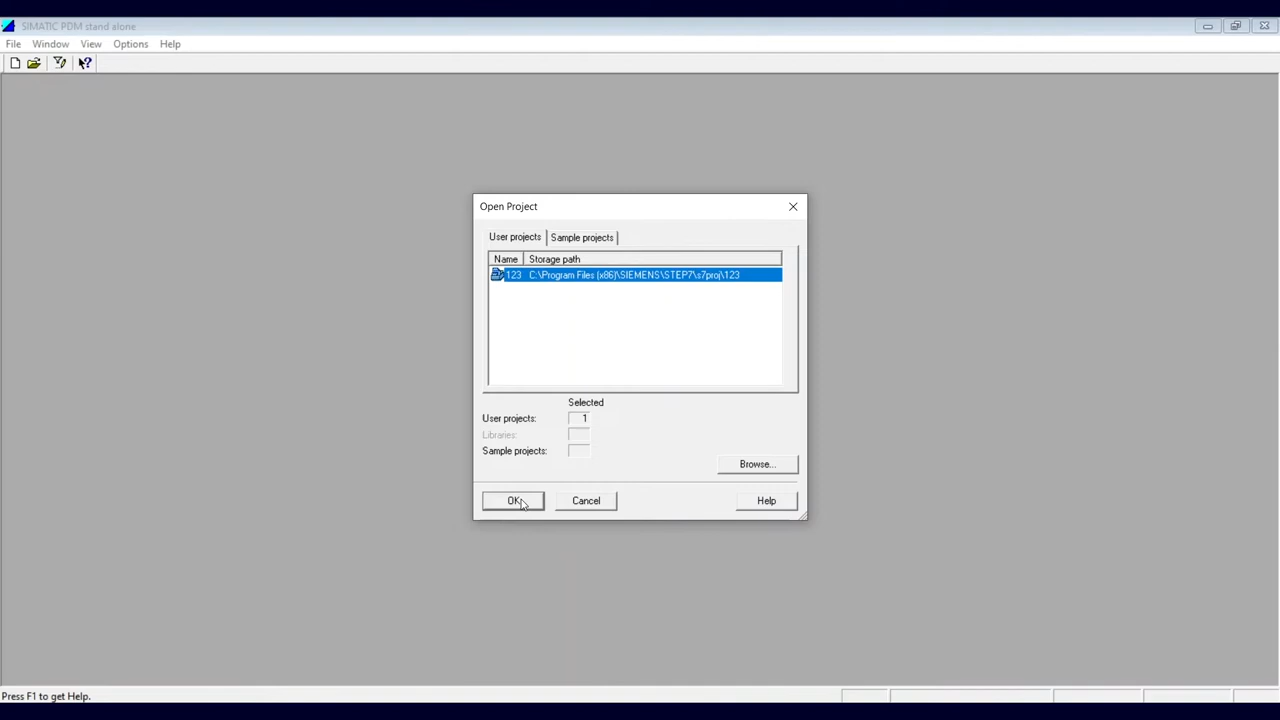 SIMATIC PDM stand alone
File Window View Options Help
Open Project
User projects Sample projects
Name Storage path
123 C:\Program Files (x86)\SIEMENS\STEP7\s7proj\123
Selected
User projects: 1
Libraries:
Sample projects:
Browse...
OK Cancel Help
Press F1 to get Help.